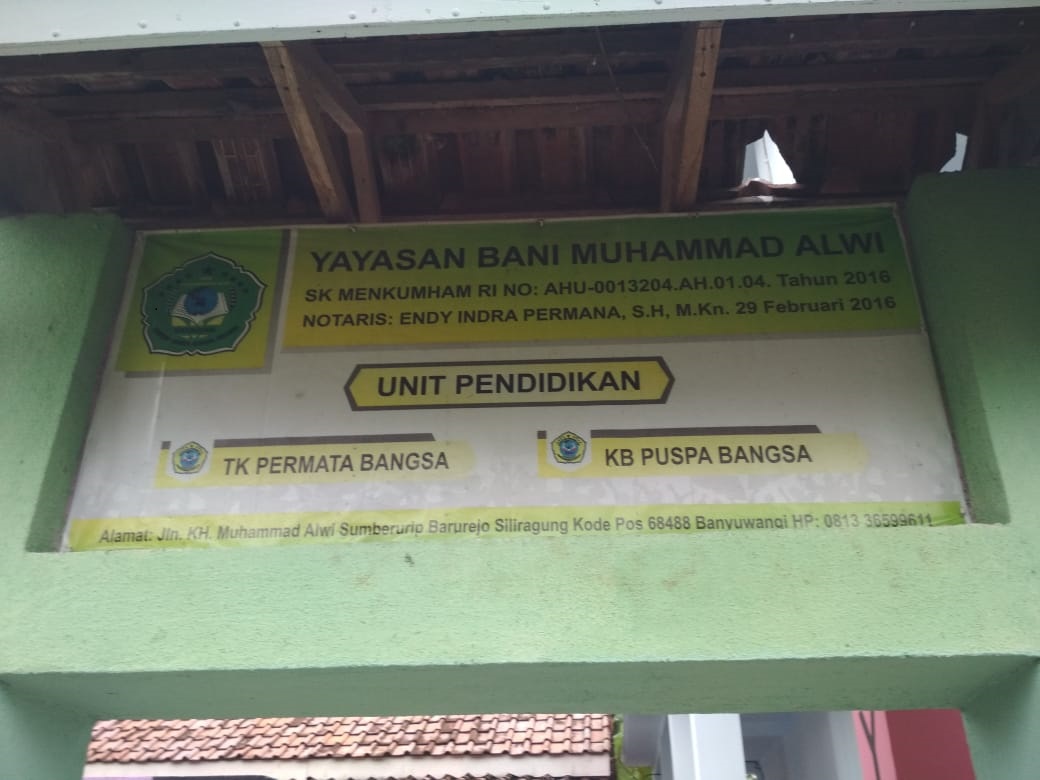 YAYASAN BANI MUHAMMAD ALWI
SK MENKUMHAM RI NO: AHU-0013204.AH.01.04. Tahun 2016
NOTARIS: ENDY INDRA PERMANA, S.H, M.Kn. 29 Februari 2016
UNIT PENDIDIKAN
TK PERMATA BANGSA
KB PUSPA BANGSA
Alamat: Jln. KH. Muhammad Alwi Sumberurip Barurejo Siliragung Kode Pos 68488 Banyuwangi HP: 0813 36599611